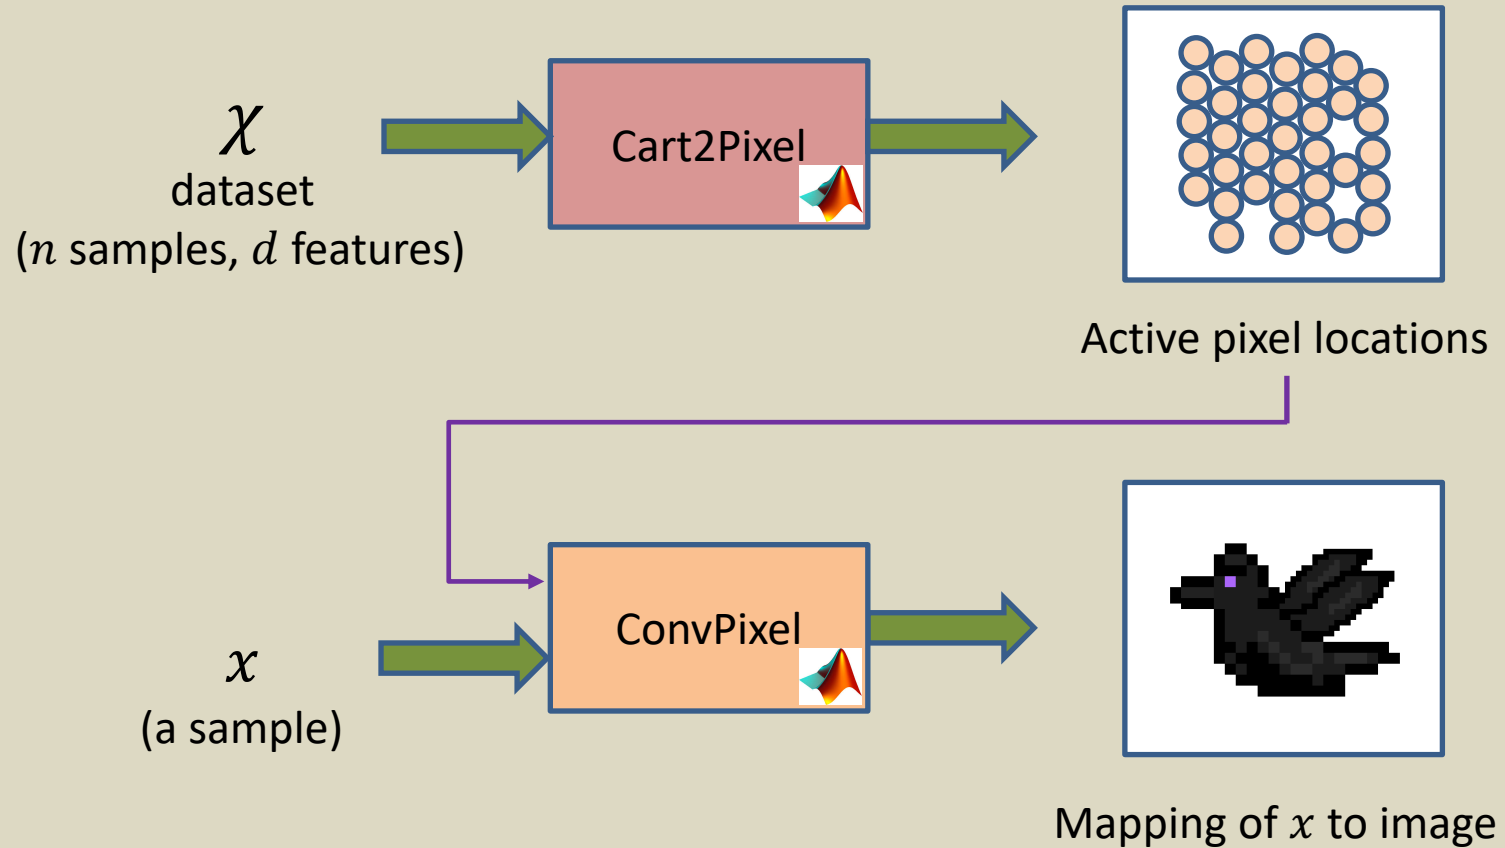 χ
dataset
(n samples, d features)
Cart2Pixel
Active pixel locations
x
(a sample)
ConvPixel
Mapping of x to image